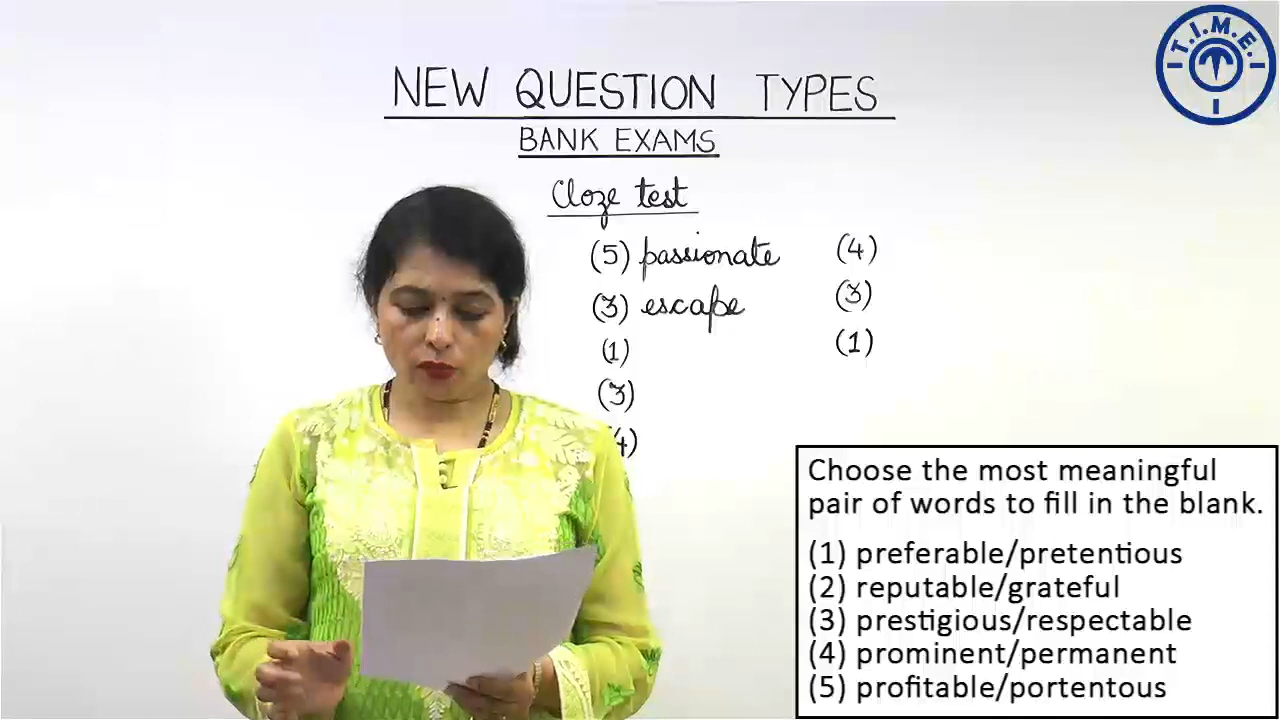 T.I.M.E.
NEW QUESTION TYPES
BANK EXAMS
Cloze test
(5) passionate (4)
(3) escape (3)
(1) (1)
(3)
4)
Choose the most meaningful
pair of words to fill in the blank.
(1) preferable/pretentious
(2) reputable/grateful
(3) prestigious/respectable
(4) prominent/permanent
(5) profitable/portentous